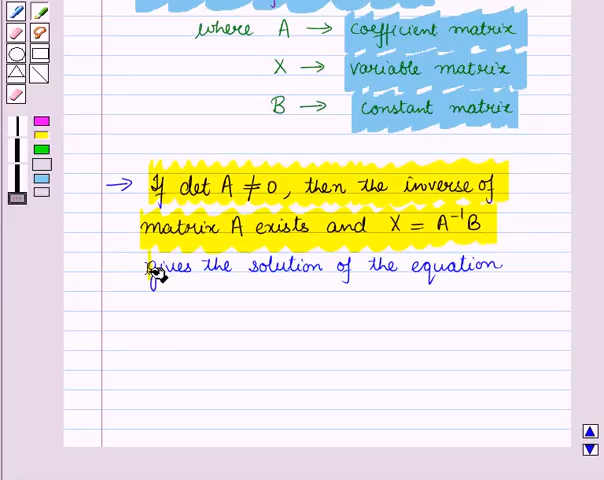 where A → coefficient matrix
X → variable matrix
B → constant matrix
→ If det A ≠ 0, then the inverse of
matrix A exists and X = A⁻¹B
gives the solution of the equation